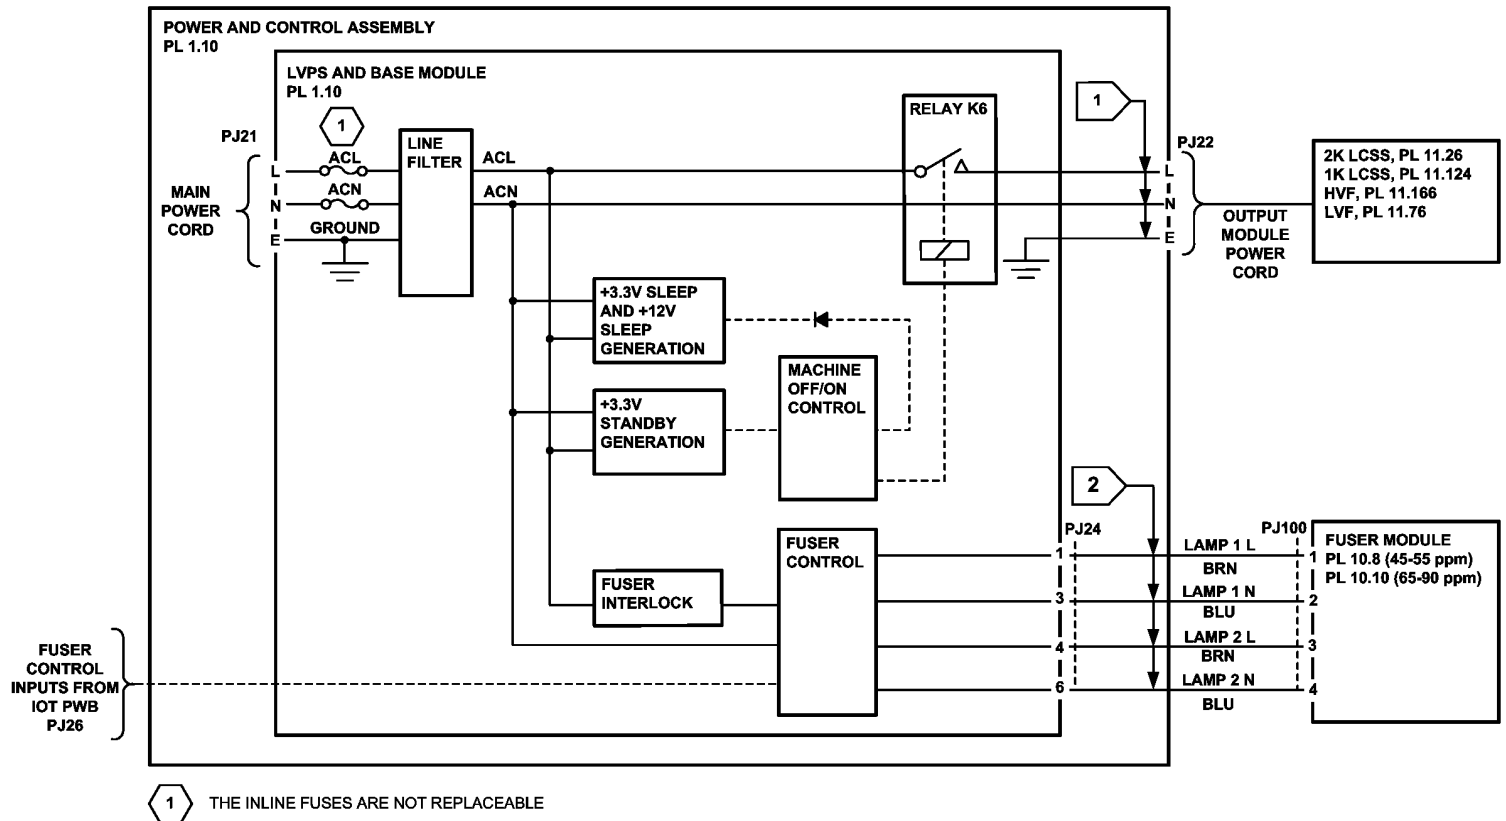 POWER AND CONTROL ASSEMBLY
PL 1.10
LVPS AND BASE MODULE
PL 1.10
1
PJ21
L
N
E
MAIN
POWER
CORD
ACL
ACN
GROUND
LINE
FILTER
ACL
ACN
RELAY K6
1
PJ22
L
N
E
OUTPUT
MODULE
POWER
CORD
2K LCSS, PL 11.26
1K LCSS, PL 11.124
HVF, PL 11.166
LVF, PL 11.76
+3.3V SLEEP
AND +12V
SLEEP
GENERATION
+3.3V
STANDBY
GENERATION
MACHINE
OFF/ON
CONTROL
2
FUSER
INTERLOCK
FUSER
CONTROL
PJ24
1
3
4
6
LAMP 1 L
BRN
LAMP 1 N
BLU
LAMP 2 L
BRN
LAMP 2 N
BLU
PJ100
1
2
3
4
FUSER MODULE
PL 10.8 (45-55 ppm)
PL 10.10 (65-90 ppm)
FUSER
CONTROL
INPUTS FROM
IOT PWB
PJ26
1 THE INLINE FUSES ARE NOT REPLACEABLE